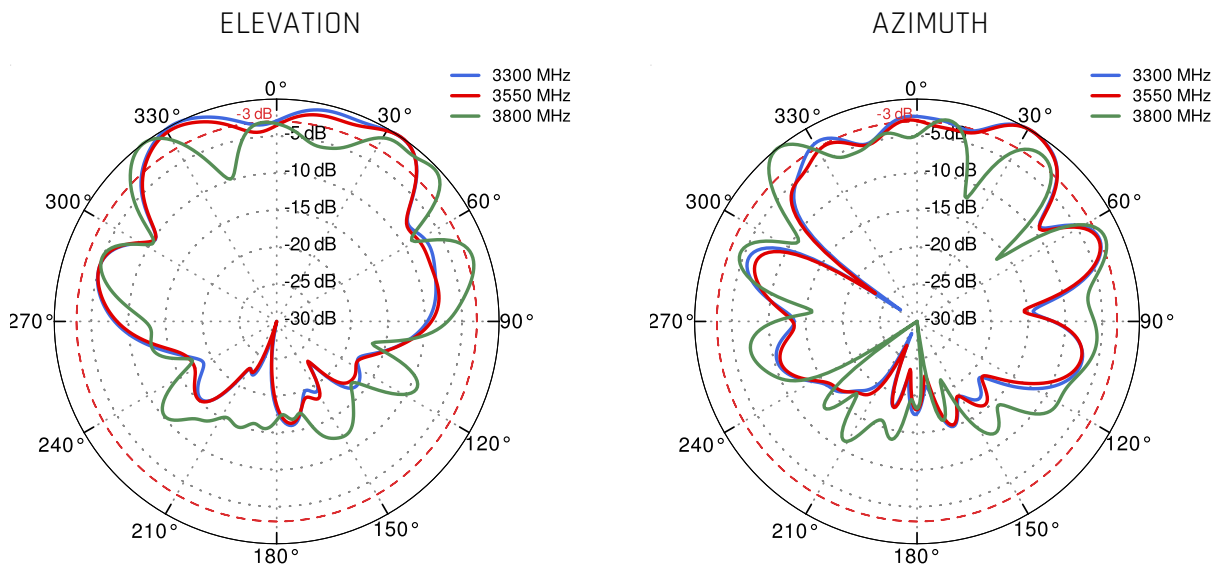 ELEVATION
3300 MHz
3550 MHz
3800 MHz
0°
330°
30°
-3 dB
-5 dB
-10 dB
300°
60°
-15 dB
-20 dB
-25 dB
270°
-30 dB
90°
240°
120°
210°
150°
180°
AZIMUTH
3300 MHz
3550 MHz
3800 MHz
0°
330°
30°
-3 dB
-5 dB
-10 dB
300°
60°
-15 dB
-20 dB
-25 dB
270°
-30 dB
90°
240°
120°
210°
150°
180°